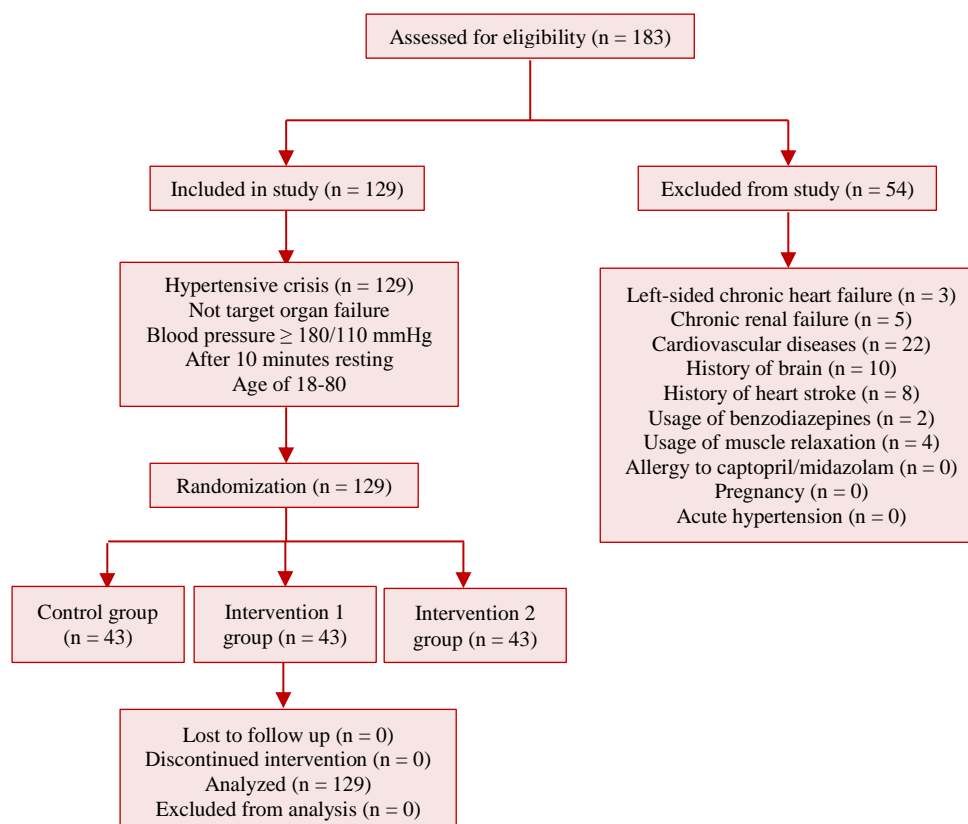 Assessed for eligibility (n = 183)
Included in study (n = 129)
Excluded from study (n = 54)
Hypertensive crisis (n = 129)
Not target organ failure
Blood pressure ≥ 180/110 mmHg
After 10 minutes resting
Age of 18-80
Left-sided chronic heart failure (n = 3)
Chronic renal failure (n = 5)
Cardiovascular diseases (n = 22)
History of brain (n = 10)
History of heart stroke (n = 8)
Usage of benzodiazepines (n = 2)
Usage of muscle relaxation (n = 4)
Allergy to captopril/midazolam (n = 0)
Pregnancy (n = 0)
Acute hypertension (n = 0)
Randomization (n = 129)
Control group
(n = 43)
Intervention 1
group (n = 43)
Intervention 2
group (n = 43)
Lost to follow up (n = 0)
Discontinued intervention (n = 0)
Analyzed (n = 129)
Excluded from analysis (n = 0)